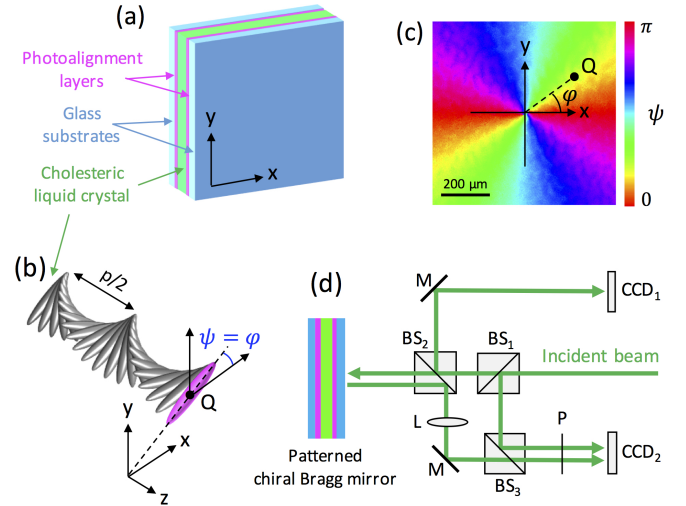 (a)
Photoalignment
layers
Glass
substrates
Cholesteric
liquid crystal
y
x
(b)
p/2
ψ = φ
Q
y
x
z
(c)
y
Q
φ
x
200 μm
π
ψ
0
(d)
M
CCD₁
BS₂
BS₁
Incident beam
L
P
M
BS₃
CCD₂
Patterned
chiral Bragg mirror